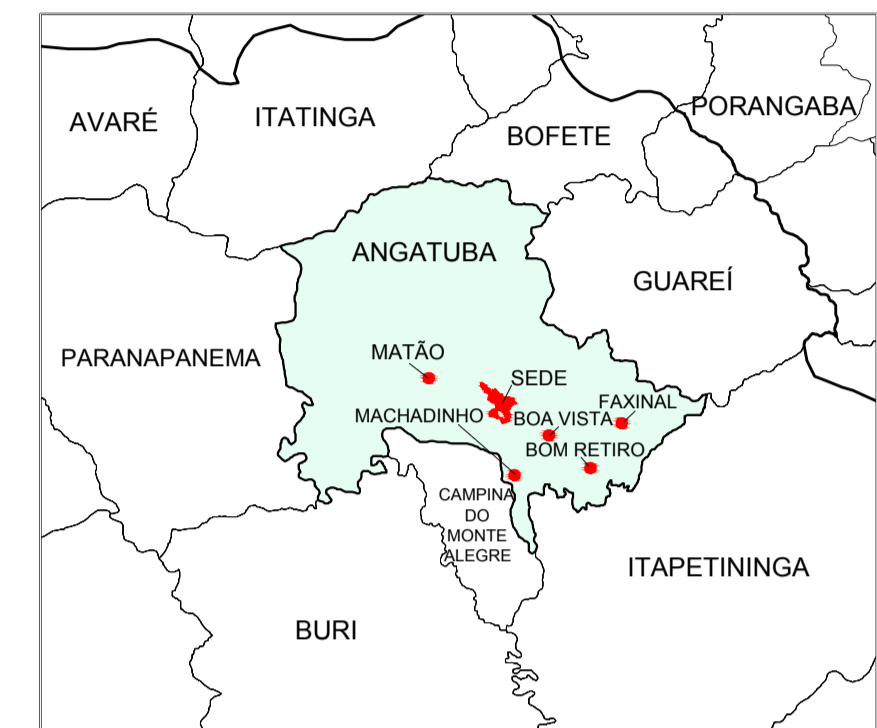 PORANGABA
AVARÉ
ITATINGA
BOFETE
ANGATUBA
GUAREÍ
PARANAPANEMA
MATÃO
SEDE
FAXINAL
MACHADINHO
BOA VISTA
BOM RETIRO
CAMPINA
DO
MONTE
ALEGRE
ITAPETININGA
BURI